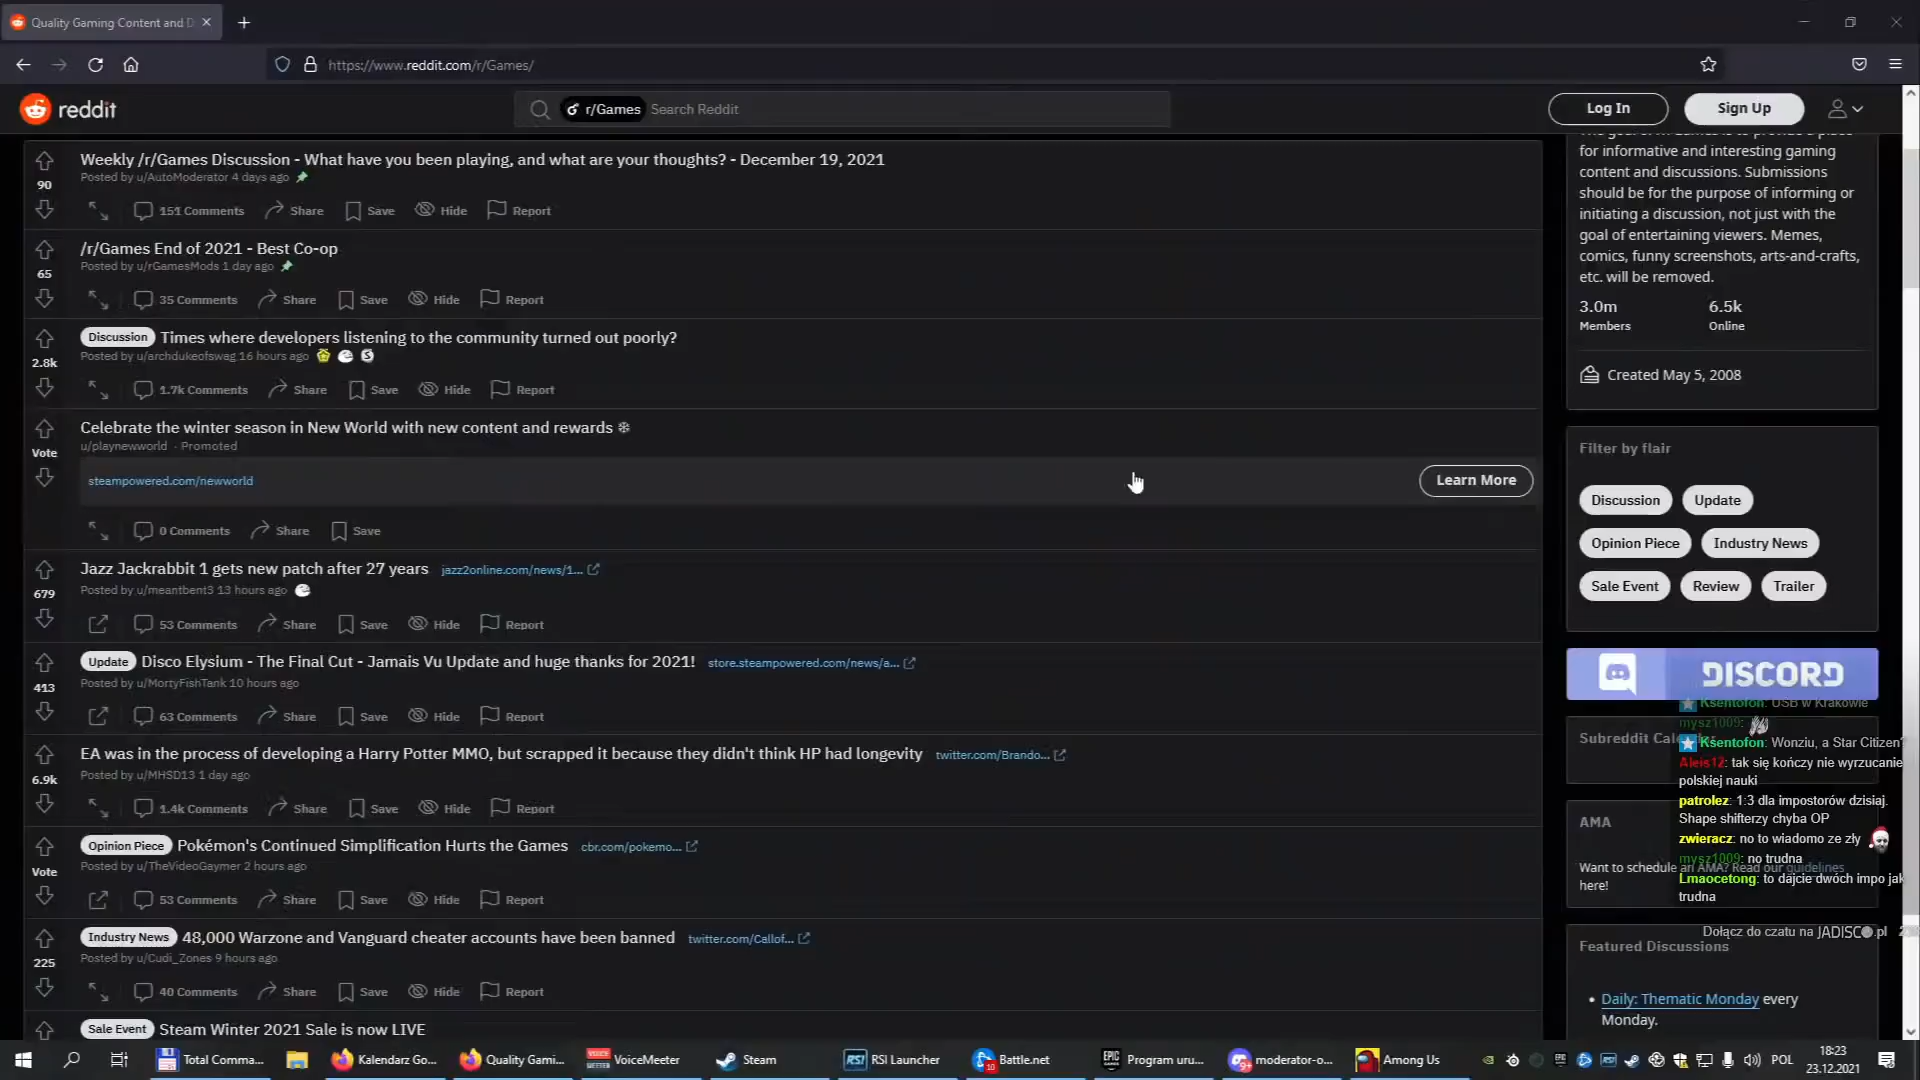 Quality Gaming Content and D
https://www.reddit.com/r/Games/
reddit
r/Games Search Reddit
Log In
Sign Up
Weekly /r/Games Discussion - What have you been playing, and what are your thoughts? - December 19, 2021
Posted by u/AutoModerator 4 days ago
90
151 Comments Share Save Hide Report
/r/Games End of 2021 - Best Co-op
Posted by u/rGamesMods 1 day ago
65
35 Comments Share Save Hide Report
Discussion Times where developers listening to the community turned out poorly?
Posted by u/archdukeofswag 16 hours ago
2.8k
1.7k Comments Share Save Hide Report
Celebrate the winter season in New World with new content and rewards ❄
u/playnewworld · Promoted
Vote
steampowered.com/newworld
Learn More
0 Comments Share Save
Jazz Jackrabbit 1 gets new patch after 27 years jazz2online.com/news/1...
Posted by u/meantbent3 13 hours ago
679
53 Comments Share Save Hide Report
Update Disco Elysium - The Final Cut - Jamais Vu Update and huge thanks for 2021! store.steampowered.com/news/a...
Posted by u/MortyFishTank 10 hours ago
413
63 Comments Share Save Hide Report
EA was in the process of developing a Harry Potter MMO, but scrapped it because they didn't think HP had longevity twitter.com/Brando...
Posted by u/MHSD13 1 day ago
6.9k
1.4k Comments Share Save Hide Report
Opinion Piece Pokémon's Continued Simplification Hurts the Games cbr.com/pokemo...
Posted by u/TheVideoGaymer 2 hours ago
Vote
53 Comments Share Save Hide Report
Industry News 48,000 Warzone and Vanguard cheater accounts have been banned twitter.com/Callof...
Posted by u/Cudi_Zones 9 hours ago
225
40 Comments Share Save Hide Report
Sale Event Steam Winter 2021 Sale is now LIVE
for informative and interesting gaming
content and discussions. Submissions
should be for the purpose of informing or
initiating a discussion, not just with the
goal of entertaining viewers. Memes,
comics, funny screenshots, arts-and-crafts,
etc. will be removed.
3.0m 6.5k
Members Online
Created May 5, 2008
Filter by flair
Discussion Update
Opinion Piece Industry News
Sale Event Review Trailer
DISCORD
Ksentofon: USB w Krakowie
mysz1009:
Subreddit Cale
Ksentofon: Wonziu, a Star Citizen?
Aleis12: tak się kończy nie wyrzucanie
polskiej nauki
patrolez: 1:3 dla impostorów dzisiaj.
Shape shifterzy chyba OP
AMA
zwieracz: no to wiadomo ze zly
mysz1009: no trudna
Want to schedule an AMA? Read our guidelines
here!
Lmaocetong: to dajcie dwóch impo jak
trudna
Dołącz do czatu na JADISCO.pl
Featured Discussions
Daily: Thematic Monday every
Monday.
Total Comma... Kalendarz Go... Quality Gami... VoiceMeeter Steam RSI Launcher Battle.net Program uru... moderator-o... Among Us
POL
18:23
23.12.2021